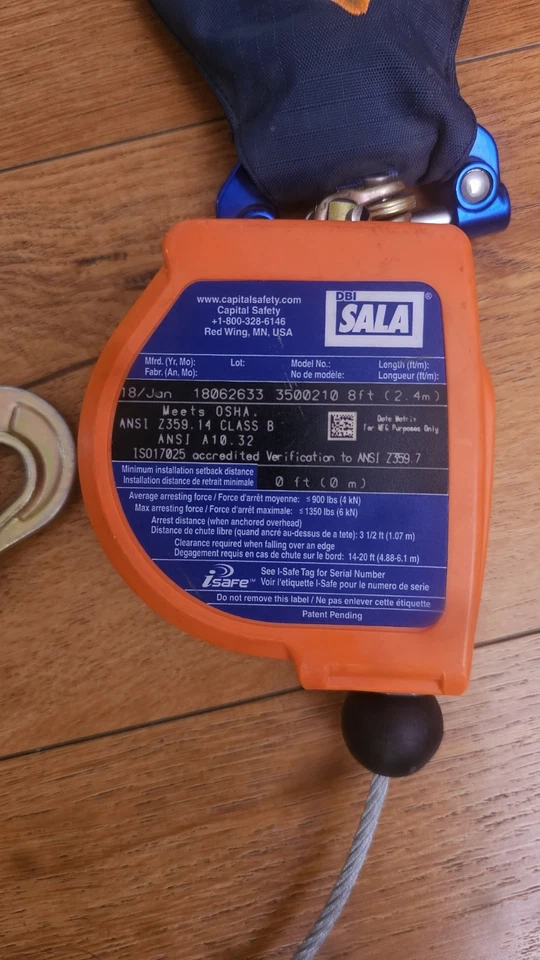 www.capitalsafety.com
Capital Safety
+1-800-328-6146
Red Wing, MN, USA
DBI
SALA®
Mfrd. (Yr, Mo): Lot: Model No.: Length (ft/m):
Fabr. (An, Mo): No de modèle: Longueur (ft/m):
18/Jan 18062633 3500210 8ft (2.4m)
Meets OSHA.
ANSI Z359.14 CLASS B
ANSI A10.32
Date Matrix
for MFG Purposes Only
ISO17025 accredited Verification to ANSI Z359.7
Minimum installation setback distance
Installation distance de retrait minimale
0 ft (0 m)
Average arresting force / Force d'arrêt moyenne: ≤ 900 lbs (4 kN)
Max arresting force / Force d'arrêt maximale: ≤ 1350 lbs (6 kN)
Arrest distance (when anchored overhead)
Distance de chute libre (quand ancré au-dessus de a tete): 3 1/2 ft (1.07 m)
Clearance required when falling over an edge
Degagement requis en cas de chute sur le bord: 14-20 ft (4.88-6.1 m)
iSafe™
See I-Safe Tag for Serial Number
Voir l'etiquette I-Safe pour le numero de serie
Do not remove this label / Ne pas enlever cette étiquette
Patent Pending